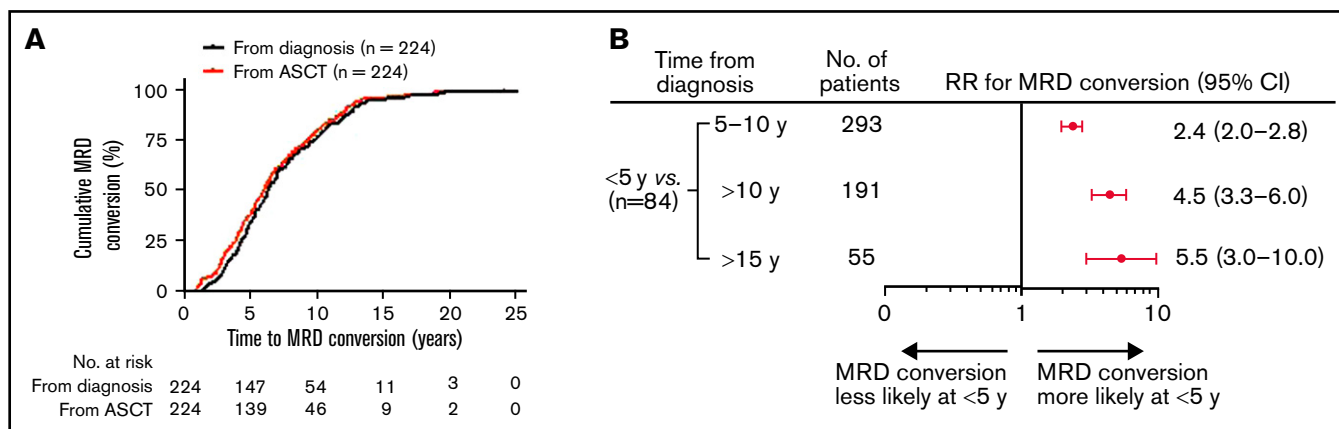 A
From diagnosis (n = 224)
From ASCT (n = 224)
Cumulative MRD
conversion (%)
100
75
50
25
0
0 5 10 15 20 25
Time to MRD conversion (years)
No. at risk
From diagnosis 224 147 54 11 3 0
From ASCT 224 139 46 9 2 0
B
Time from
diagnosis
No. of
patients
RR for MRD conversion (95% CI)
<5 y vs.
(n=84)
5–10 y 293 2.4 (2.0–2.8)
>10 y 191 4.5 (3.3–6.0)
>15 y 55 5.5 (3.0–10.0)
0 1 10
MRD conversion
less likely at <5 y
MRD conversion
more likely at <5 y